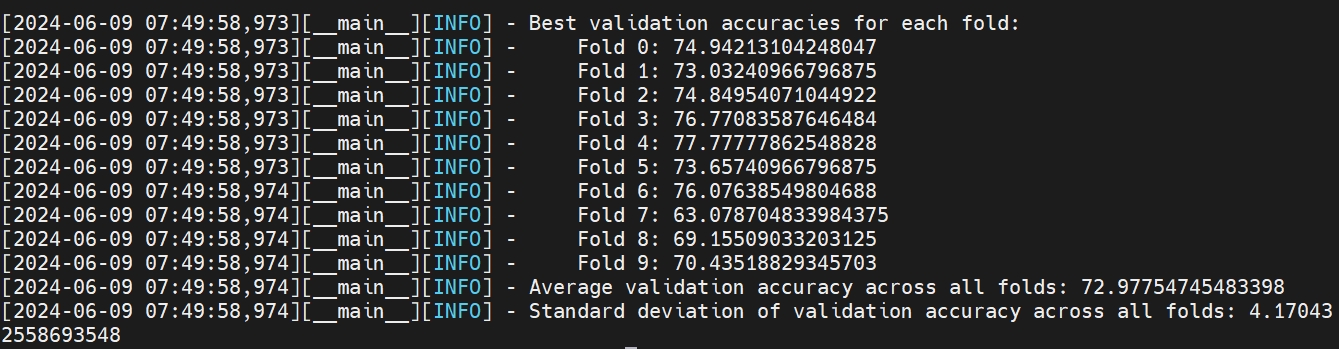 [2024-06-09 07:49:58,973][__main__][INFO] - Best validation accuracies for each fold:
[2024-06-09 07:49:58,973][__main__][INFO] -     Fold 0: 74.94213104248047
[2024-06-09 07:49:58,973][__main__][INFO] -     Fold 1: 73.03240966796875
[2024-06-09 07:49:58,973][__main__][INFO] -     Fold 2: 74.84954071044922
[2024-06-09 07:49:58,973][__main__][INFO] -     Fold 3: 76.77083587646484
[2024-06-09 07:49:58,973][__main__][INFO] -     Fold 4: 77.77777862548828
[2024-06-09 07:49:58,973][__main__][INFO] -     Fold 5: 73.65740966796875
[2024-06-09 07:49:58,974][__main__][INFO] -     Fold 6: 76.07638549804688
[2024-06-09 07:49:58,974][__main__][INFO] -     Fold 7: 63.078704833984375
[2024-06-09 07:49:58,974][__main__][INFO] -     Fold 8: 69.15509033203125
[2024-06-09 07:49:58,974][__main__][INFO] -     Fold 9: 70.43518829345703
[2024-06-09 07:49:58,974][__main__][INFO] - Average validation accuracy across all folds: 72.97754745483398
[2024-06-09 07:49:58,974][__main__][INFO] - Standard deviation of validation accuracy across all folds: 4.17043
2558693548